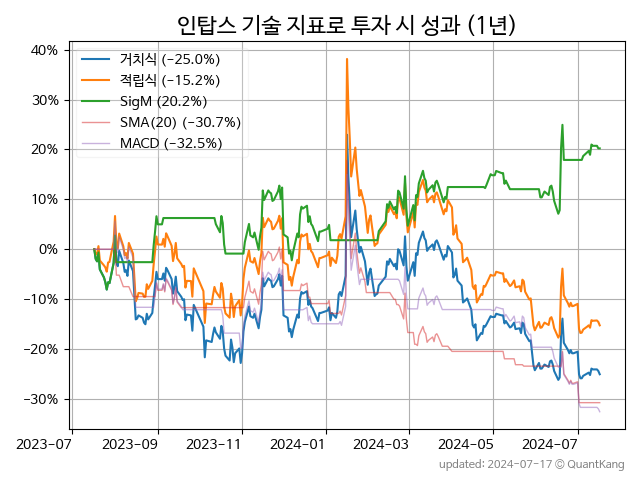 인탑스 기술 지표로 투자 시 성과 (1년)
거치식 (−25.0%)
적립식 (−15.2%)
SigM (20.2%)
SMA(20) (−30.7%)
MACD (−32.5%)
40%
30%
20%
10%
0%
−10%
−20%
−30%
2023−07
2023−09
2023−11
2024−01
2024−03
2024−05
2024−07
updated: 2024-07-17 © QuantKang